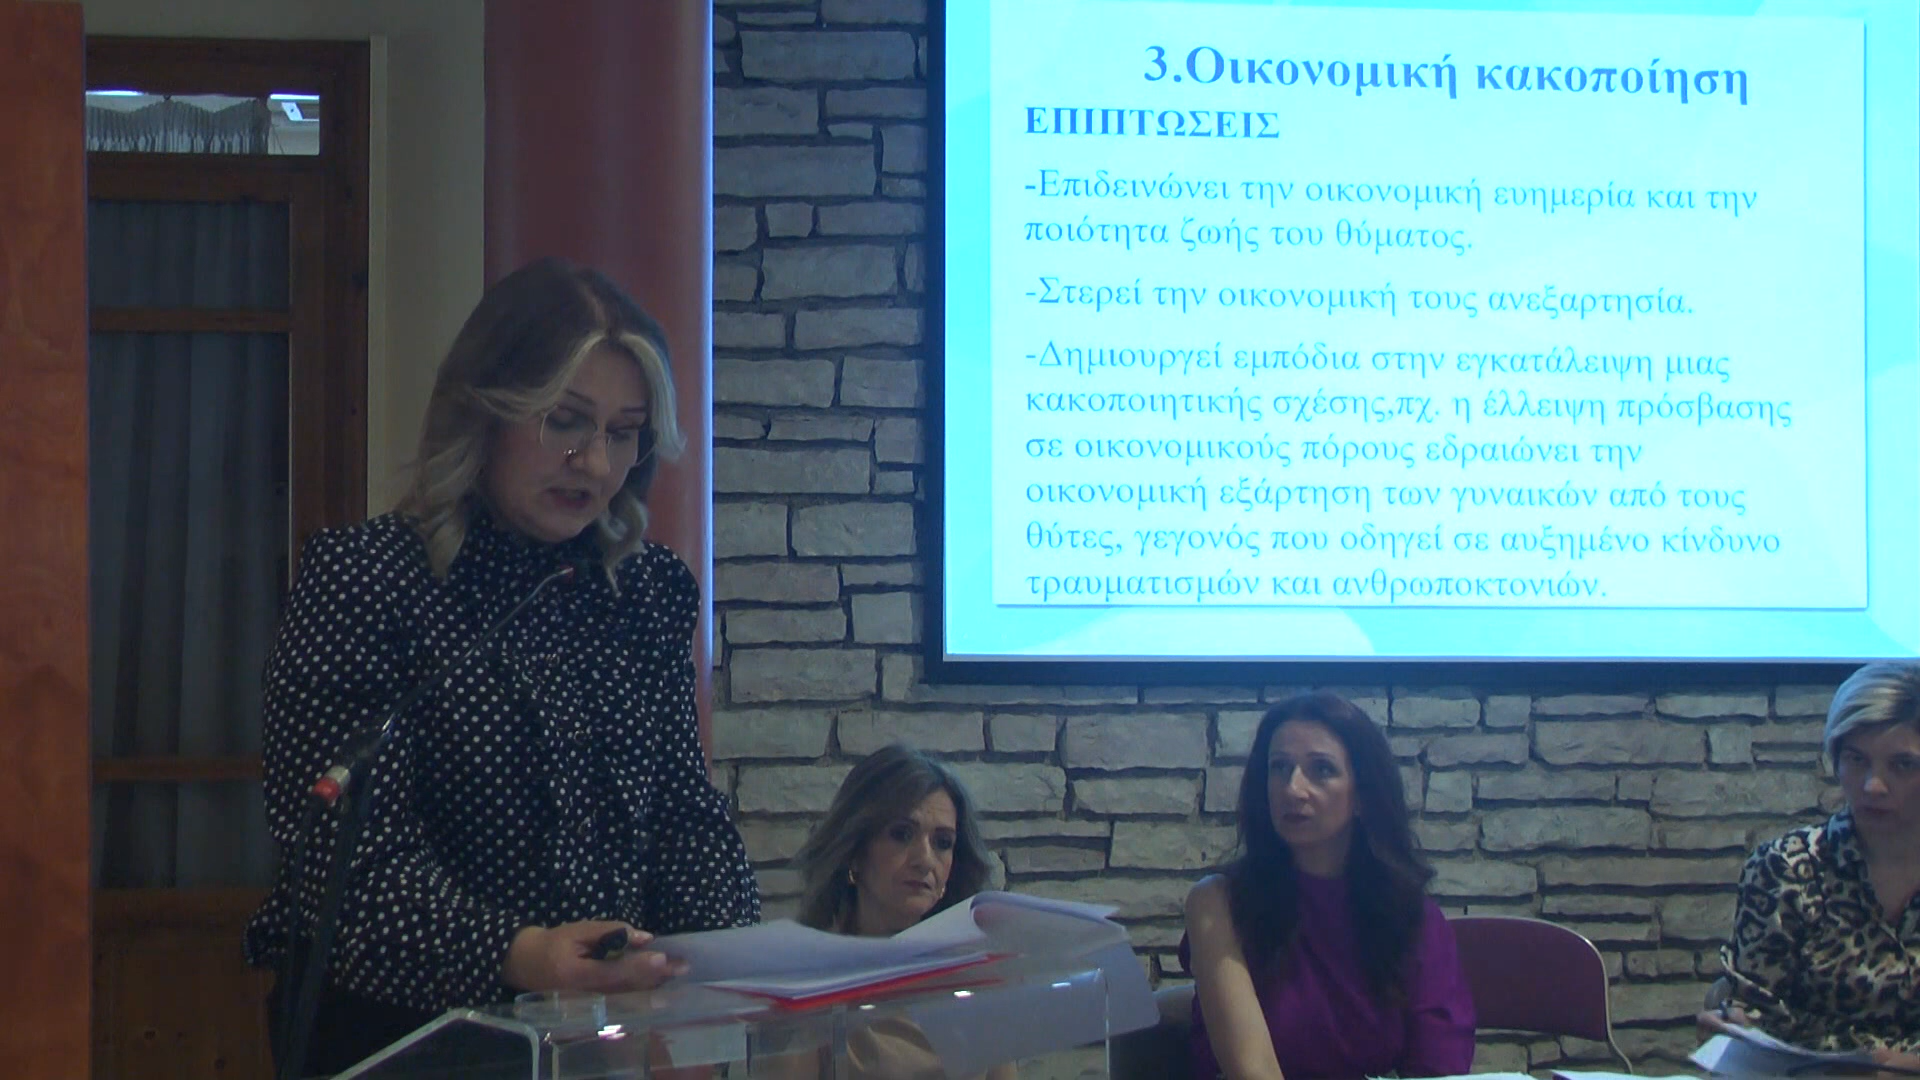 3.Οικονομική κακοποίηση
ΕΠΙΠΤΩΣΕΙΣ
-Επιδεινώνει την οικονομική ευημερία και την
ποιότητα ζωής του θύματος.
-Στερεί την οικονομική τους ανεξαρτησία.
-Δημιουργεί εμπόδια στην εγκατάλειψη μιας
κακοποιητικής σχέσης,πχ. η έλλειψη πρόσβασης
σε οικονομικούς πόρους εδραιώνει την
οικονομική εξάρτηση των γυναικών από τους
θύτες, γεγονός που οδηγεί σε αυξημένο κίνδυνο
τραυματισμών και ανθρωποκτονιών.